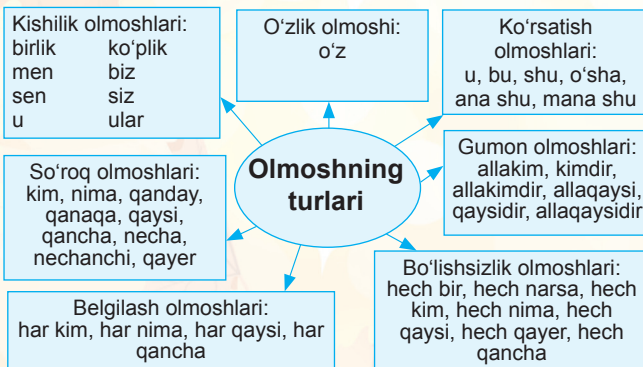 Kishilik olmoshlari:
birlik ko‘plik
men biz
sen siz
u ular
O‘zlik olmoshi:
o‘z
Ko‘rsatish
olmoshlari:
u, bu, shu, o‘sha,
ana shu, mana shu
Olmoshning
turlari
So‘roq olmoshlari:
kim, nima, qanday,
qanaqa, qaysi,
qancha, necha,
nechanchi, qayer
Gumon olmoshlari:
allakim, kimdir,
allakimdir, allaqaysi,
qaysidir, allaqaysidir
Belgilash olmoshlari:
har kim, har nima, har qaysi, har
qancha
Bo‘lishsizlik olmoshlari:
hech bir, hech narsa, hech
kim, hech nima, hech
qaysi, hech qayer, hech
qancha